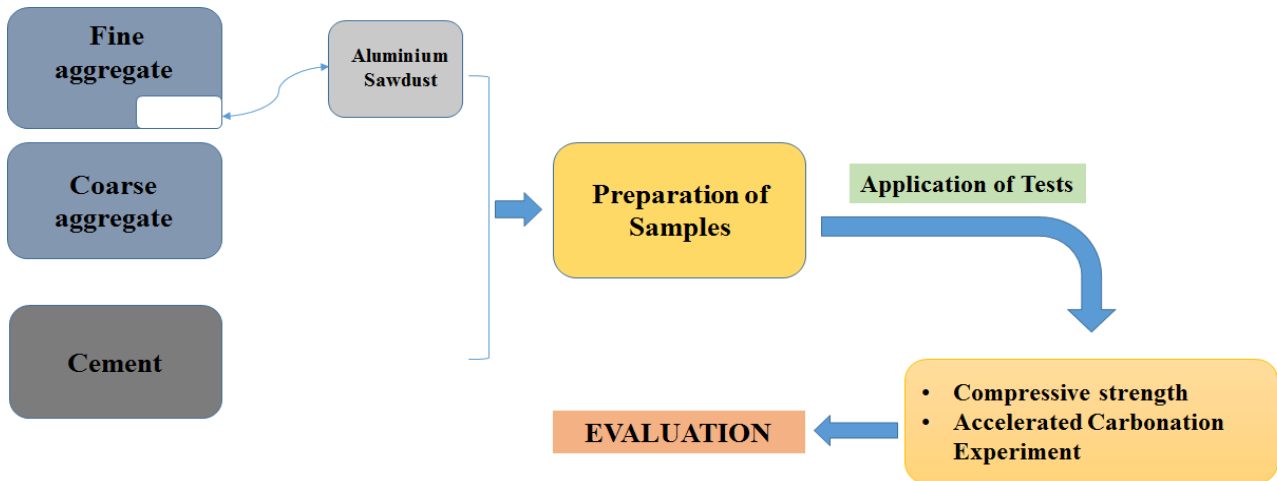 Fine
aggregate
Aluminium
Sawdust
Coarse
aggregate
Cement
Preparation of
Samples
Application of Tests
• Compressive strength
• Accelerated Carbonation
Experiment
EVALUATION